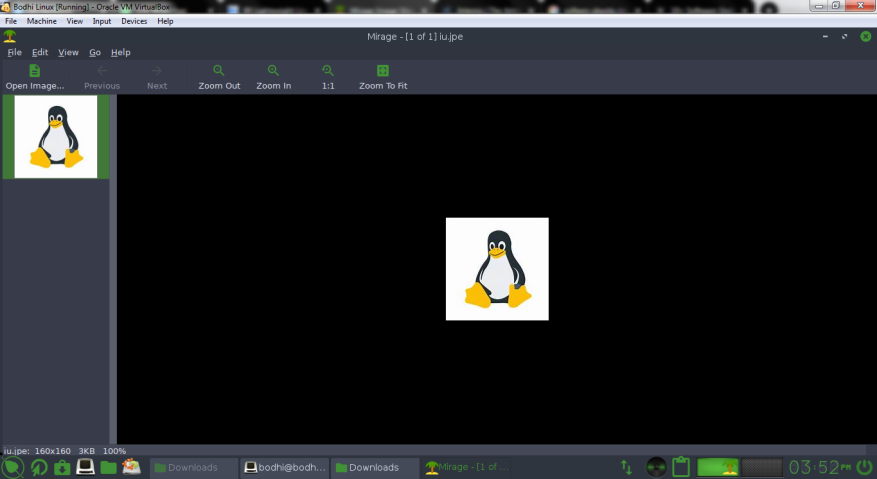 Bodhi Linux [Running] - Oracle VM VirtualBox
File Machine View Input Devices Help
Mirage - [1 of 1] iu.jpe
File Edit View Go Help
Open Image... Previous Next Zoom Out Zoom In 1:1 Zoom To Fit
iu.jpe: 160x160 3KB 100%
Downloads bodhi@bodh... Downloads Mirage - [1 of ... 03:52PM